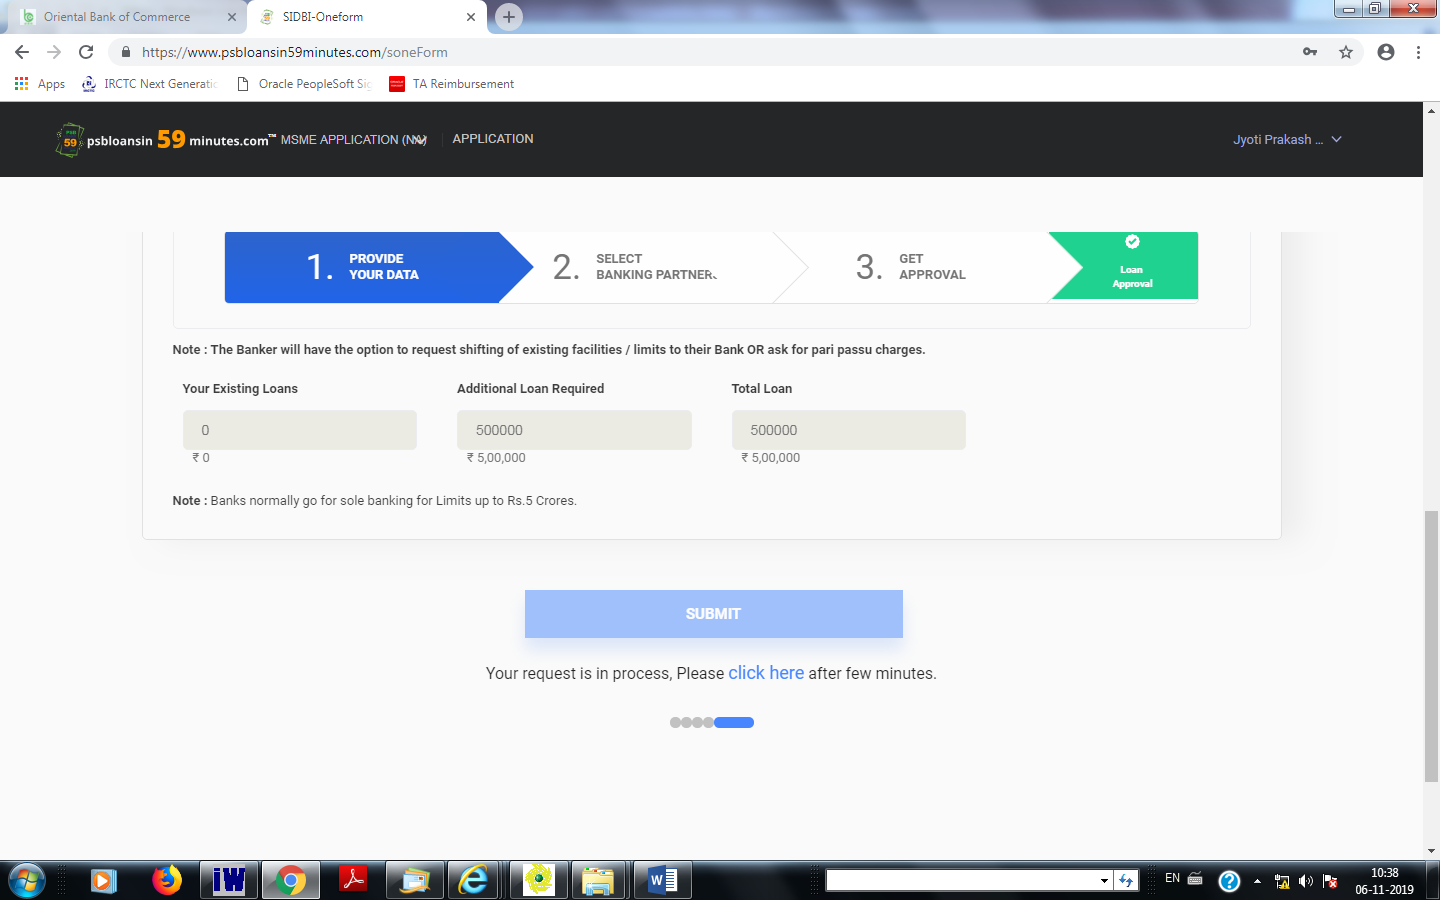 Oriental Bank of Commerce
SIDBI-Oneform
https://www.psbloansin59minutes.com/soneForm
Apps
IRCTC Next Generatio
Oracle PeopleSoft Sig
TA Reimbursement
psbloansin 59 minutes.com™
MSME APPLICATION
APPLICATION
Jyoti Prakash ...
1. PROVIDE
YOUR DATA
2. SELECT
BANKING PARTNER
3. GET
APPROVAL
Loan
Approval
Note : The Banker will have the option to request shifting of existing facilities / limits to their Bank OR ask for pari passu charges.
Your Existing Loans
Additional Loan Required
Total Loan
0
500000
500000
₹ 0
₹ 5,00,000
₹ 5,00,000
Note : Banks normally go for sole banking for Limits up to Rs.5 Crores.
SUBMIT
Your request is in process, Please click here after few minutes.
EN
10:38
06-11-2019